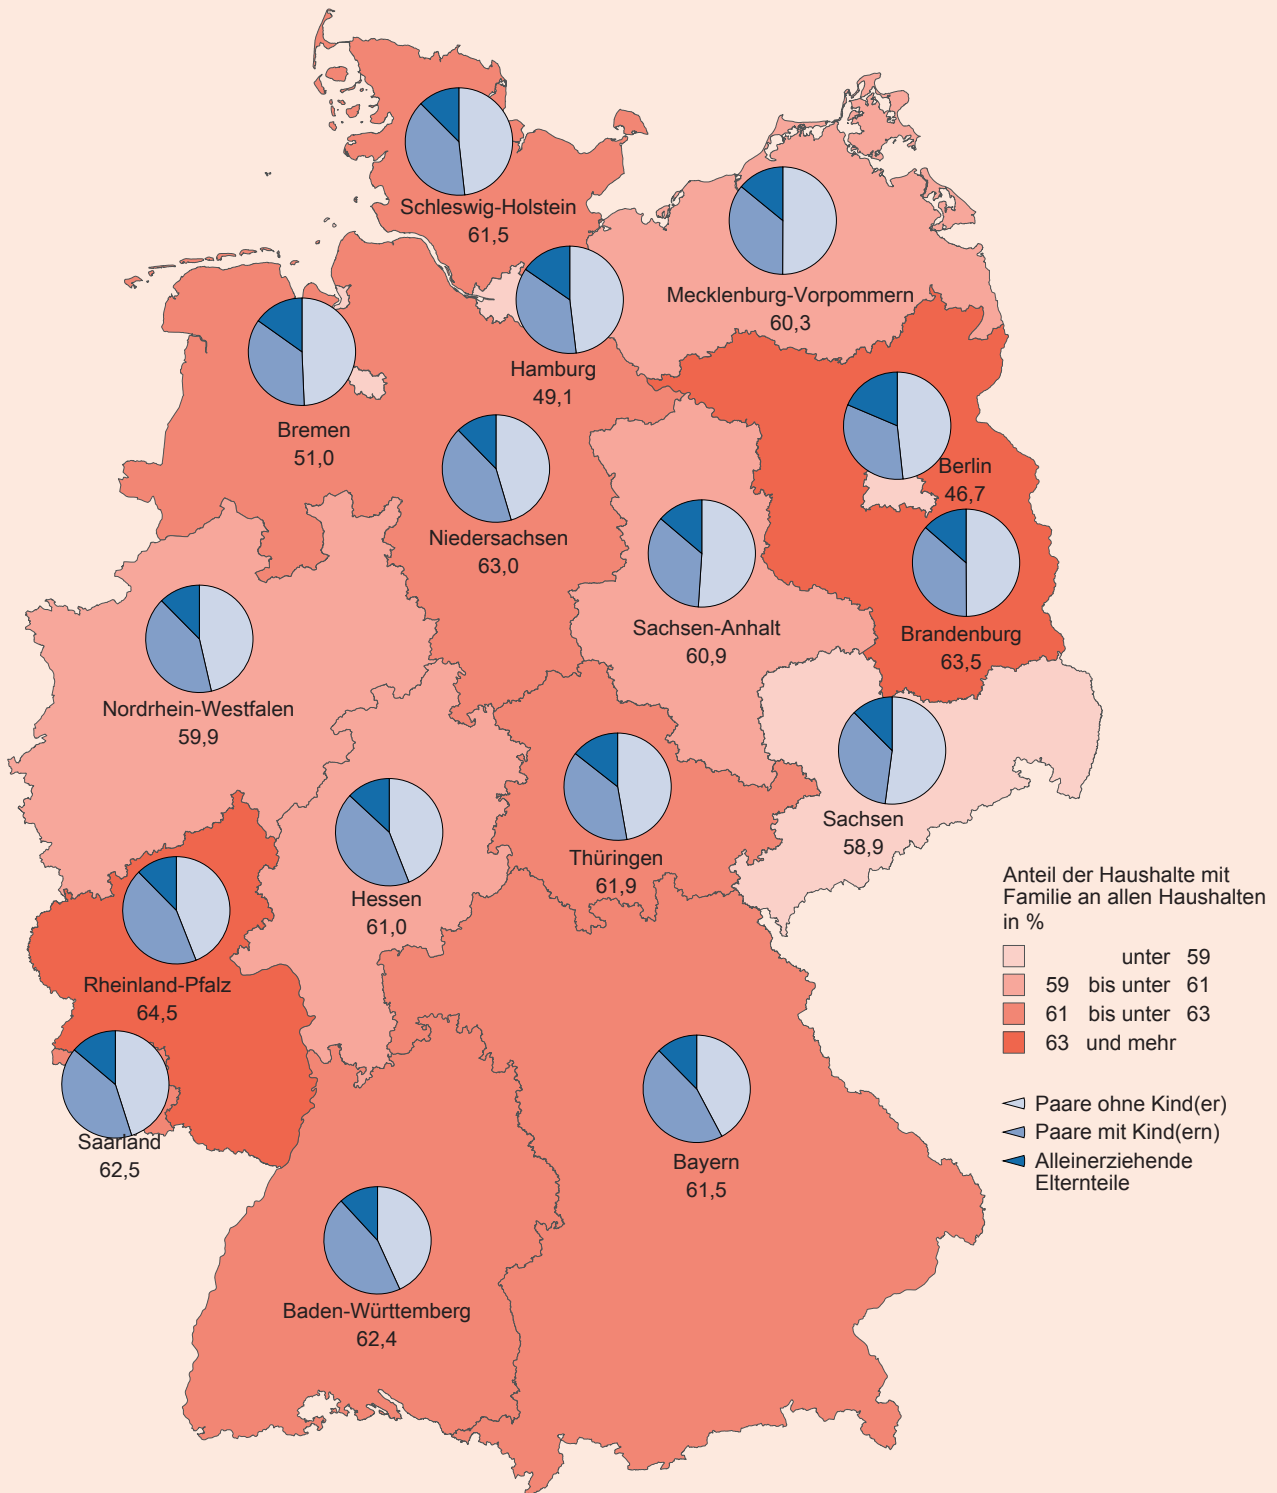 Schleswig-Holstein
61,5
Mecklenburg-Vorpommern
60,3
Hamburg
49,1
Bremen
51,0
Berlin
46,7
Niedersachsen
63,0
Sachsen-Anhalt
60,9
Brandenburg
63,5
Nordrhein-Westfalen
59,9
Sachsen
58,9
Thüringen
61,9
Hessen
61,0
Rheinland-Pfalz
64,5
Saarland
62,5
Bayern
61,5
Baden-Württemberg
62,4
Anteil der Haushalte mit
Familie an allen Haushalten
in %
unter 59
59 bis unter 61
61 bis unter 63
63 und mehr
Paare ohne Kind(er)
Paare mit Kind(ern)
Alleinerziehende
Elternteile